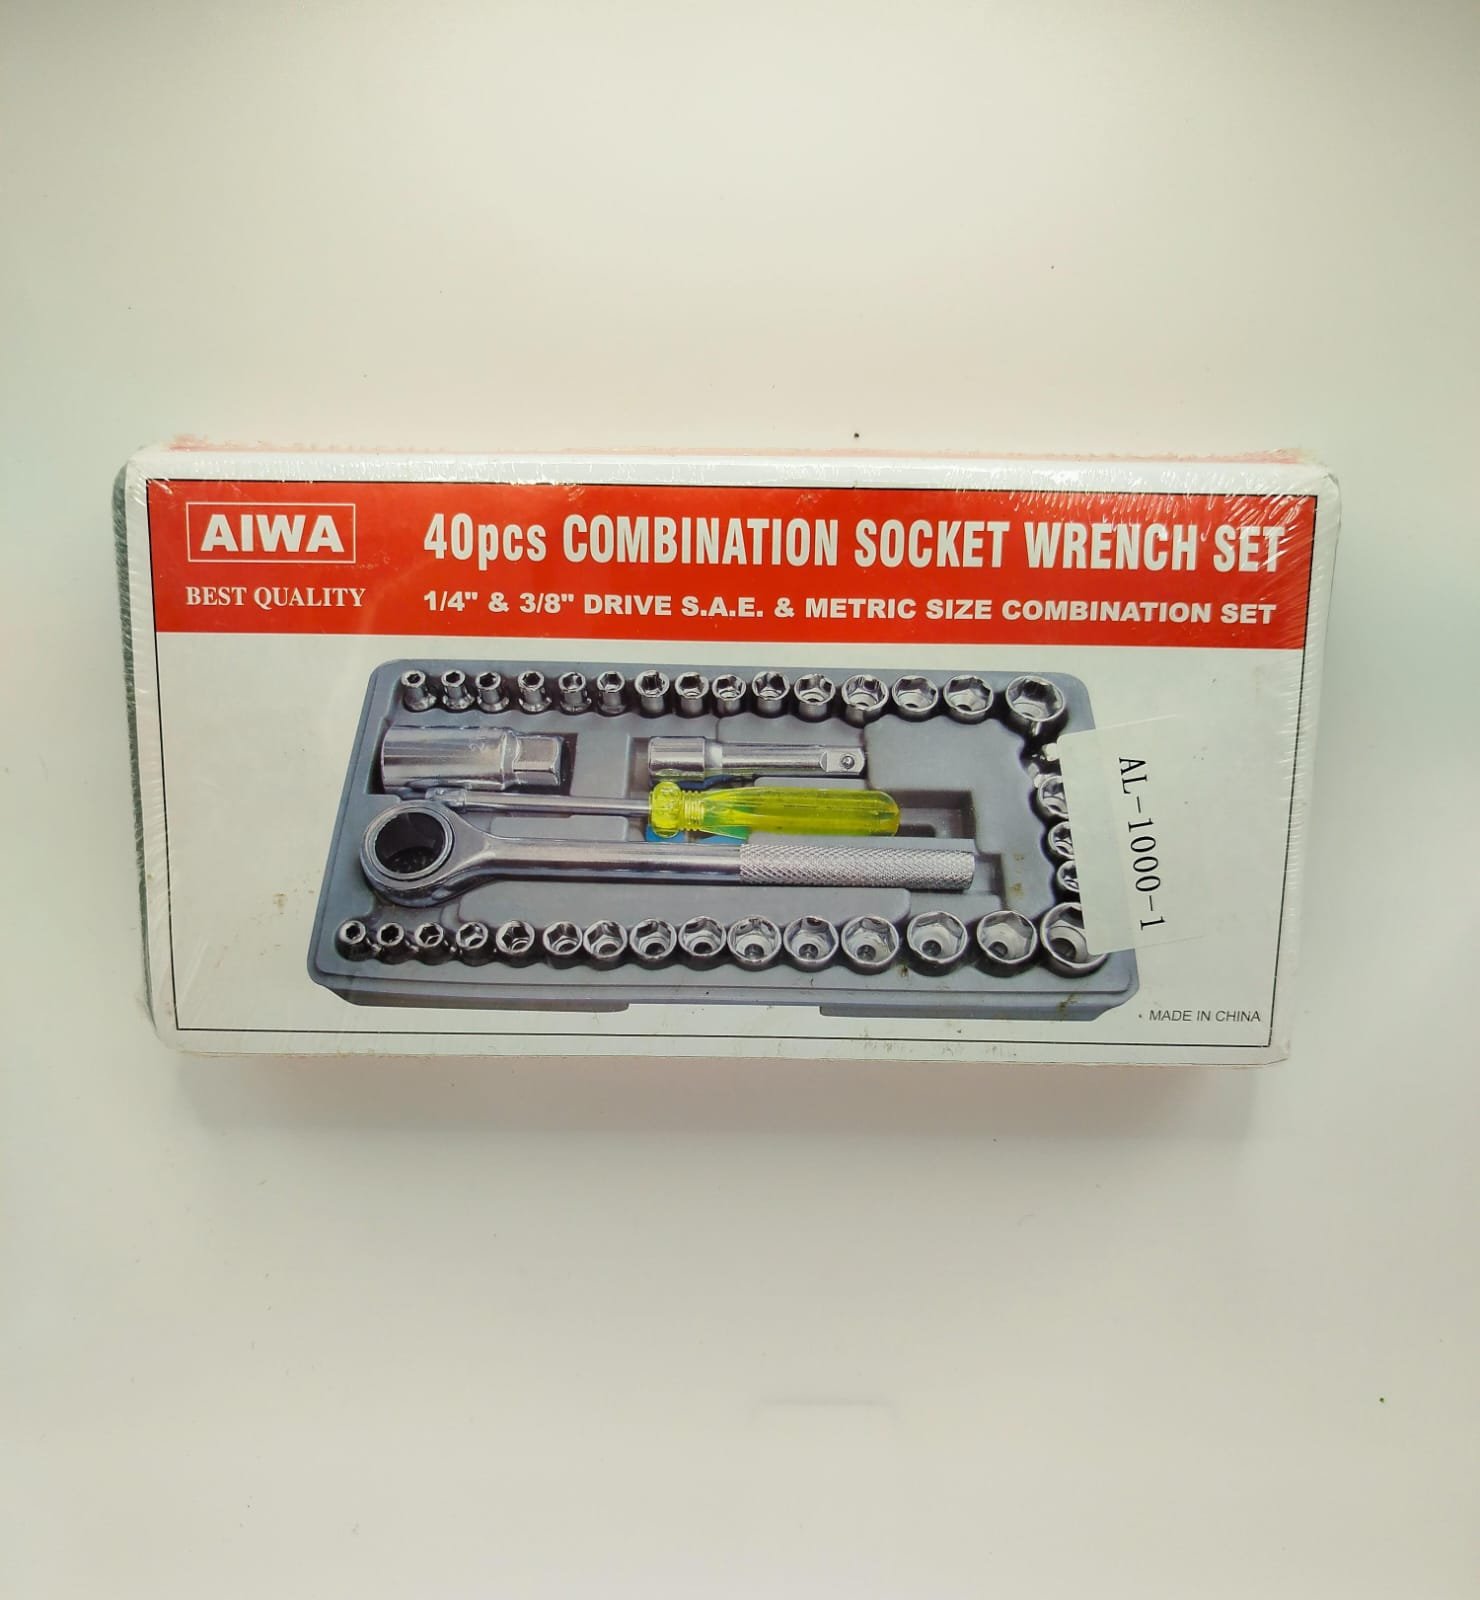 AIWA
BEST QUALITY
40pcs COMBINATION SOCKET WRENCH SET
1/4" & 3/8" DRIVE S.A.E. & METRIC SIZE COMBINATION SET
AL-1000-1
MADE IN CHINA